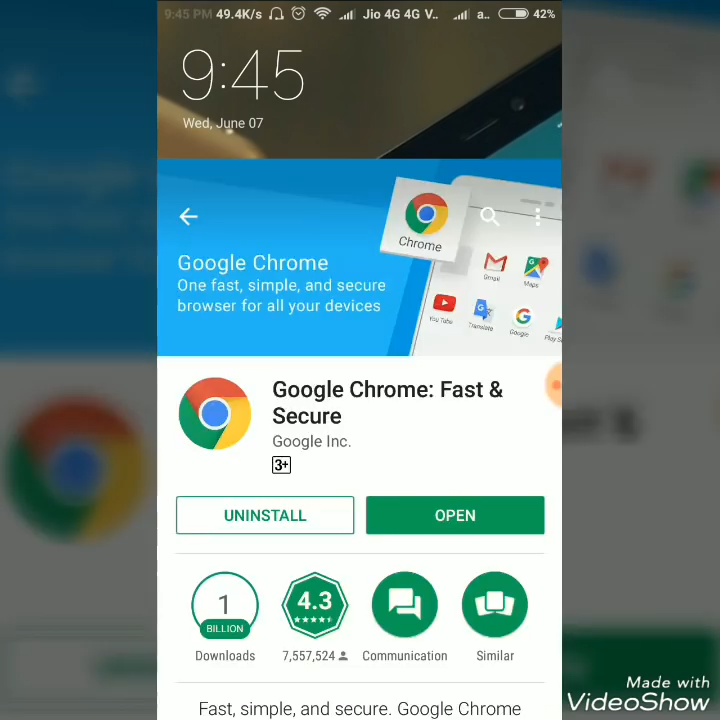 9:45 PM 49.4K/s Jio 4G 4G V.. a.. 42%
9:45
Wed, June 07
Chrome
Google Chrome
One fast, simple, and secure
browser for all your devices
Gmail
Maps
You Tube
Translate
Google
Play S
Google Chrome: Fast &
Secure
Google Inc.
3+
UNINSTALL
OPEN
1
BILLION
4.3
Downloads
7,557,524
Communication
Similar
Fast, simple, and secure. Google Chrome
Made with
VideoShow